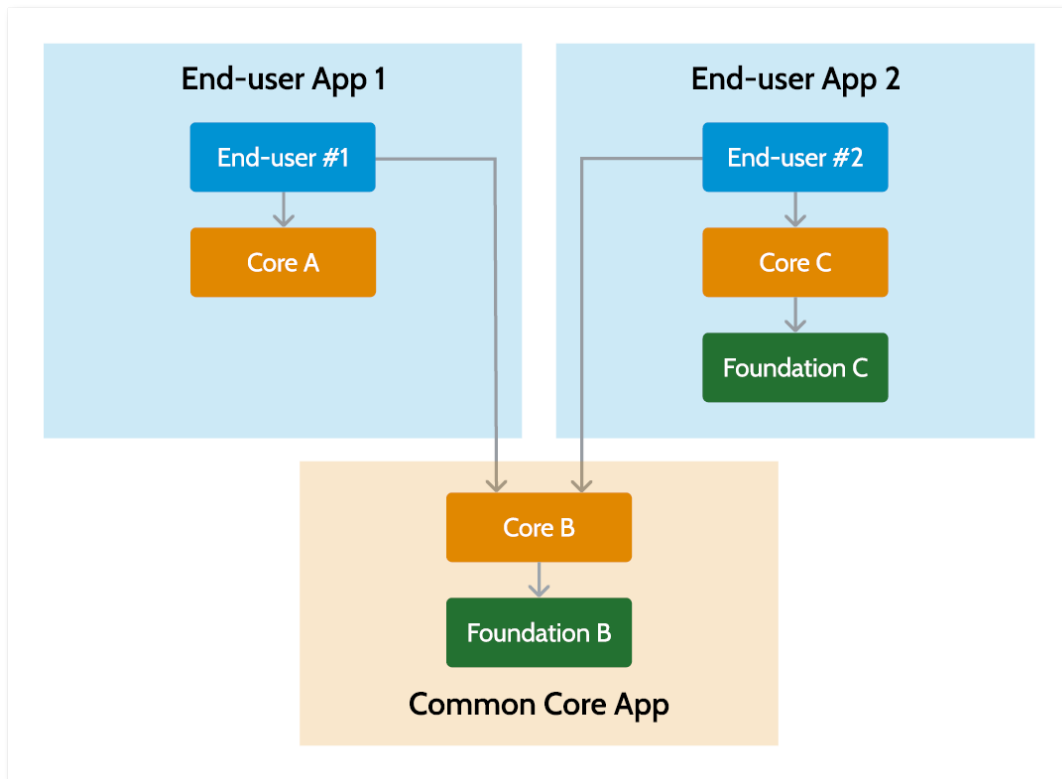 End-user App 1
End-user #1
Core A
End-user App 2
End-user #2
Core C
Foundation C
Core B
Foundation B
Common Core App